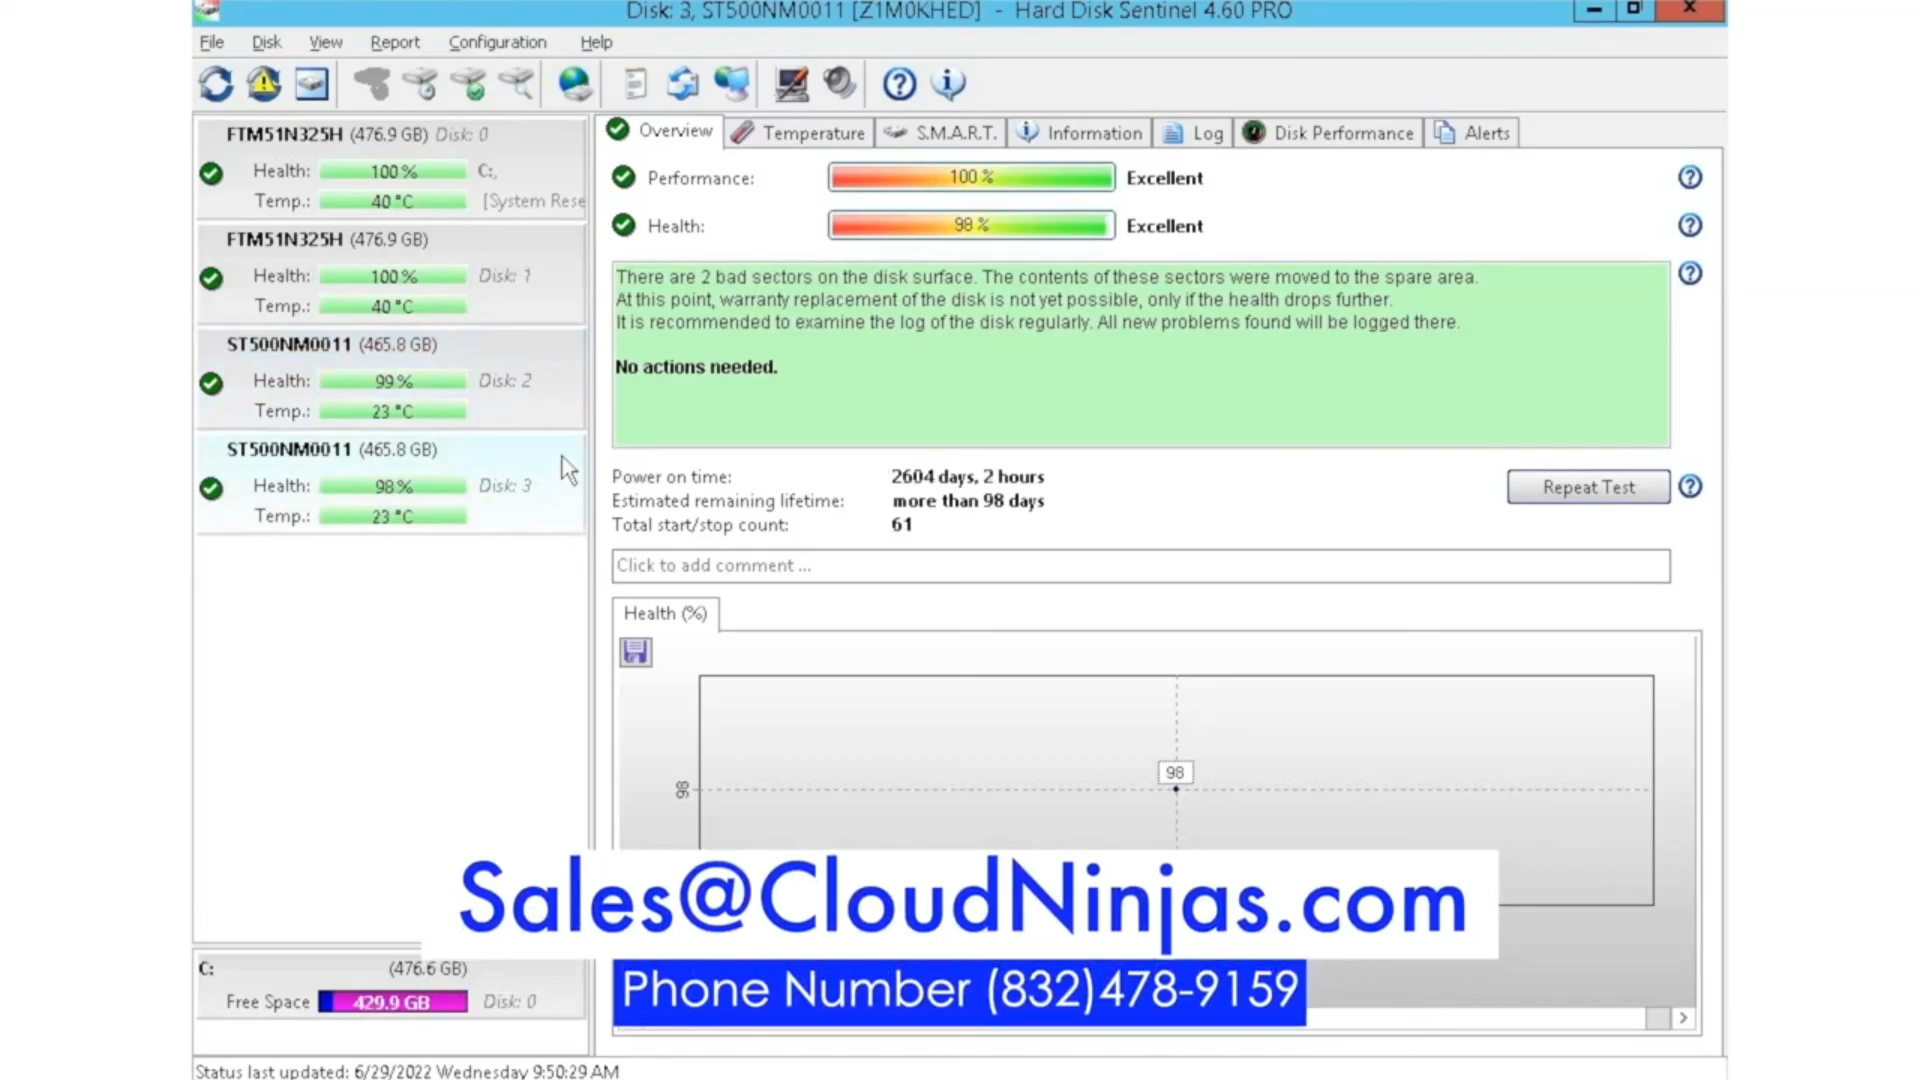 Disk: 3, ST500NM0011 [Z1M0KHED] - Hard Disk Sentinel 4.60 PRO
File Disk View Report Configuration Help
FTM51N325H (476.9 GB) Disk: 0
Health: 100 % C:,
Temp.: 40 °C [System Rese
FTM51N325H (476.9 GB)
Health: 100 % Disk: 1
Temp.: 40 °C
ST500NM0011 (465.8 GB)
Health: 99 % Disk: 2
Temp.: 23 °C
ST500NM0011 (465.8 GB)
Health: 98 % Disk: 3
Temp.: 23 °C
C: (476.6 GB)
Free Space 429.9 GB Disk: 0
Overview Temperature S.M.A.R.T. Information Log Disk Performance Alerts
Performance: 100 % Excellent
Health: 98 % Excellent
There are 2 bad sectors on the disk surface. The contents of these sectors were moved to the spare area.
At this point, warranty replacement of the disk is not yet possible, only if the health drops further.
It is recommended to examine the log of the disk regularly. All new problems found will be logged there.
No actions needed.
Power on time: 2604 days, 2 hours
Estimated remaining lifetime: more than 98 days
Total start/stop count: 61
Repeat Test
Click to add comment ...
Health (%)
98
98
Sales@CloudNinjas.com
Phone Number (832)478-9159
Status last updated: 6/29/2022 Wednesday 9:50:29 AM